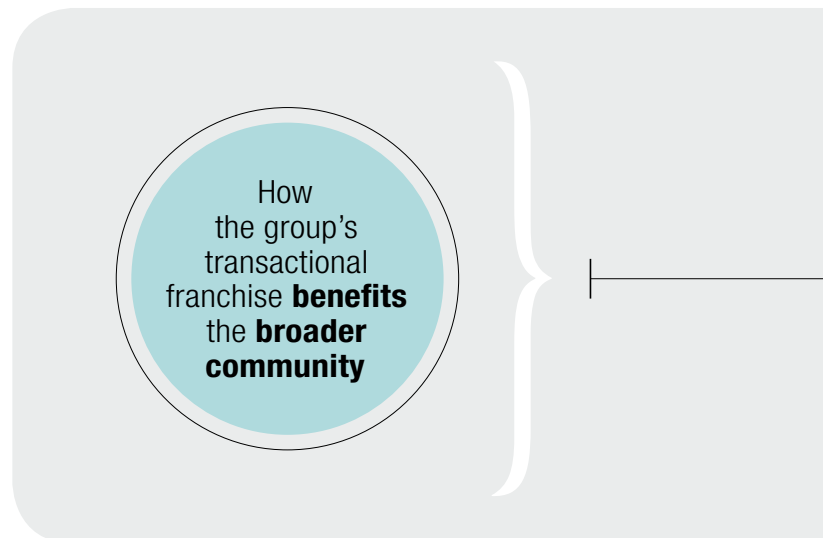 How
the group’s
transactional
franchise benefits
the broader
community